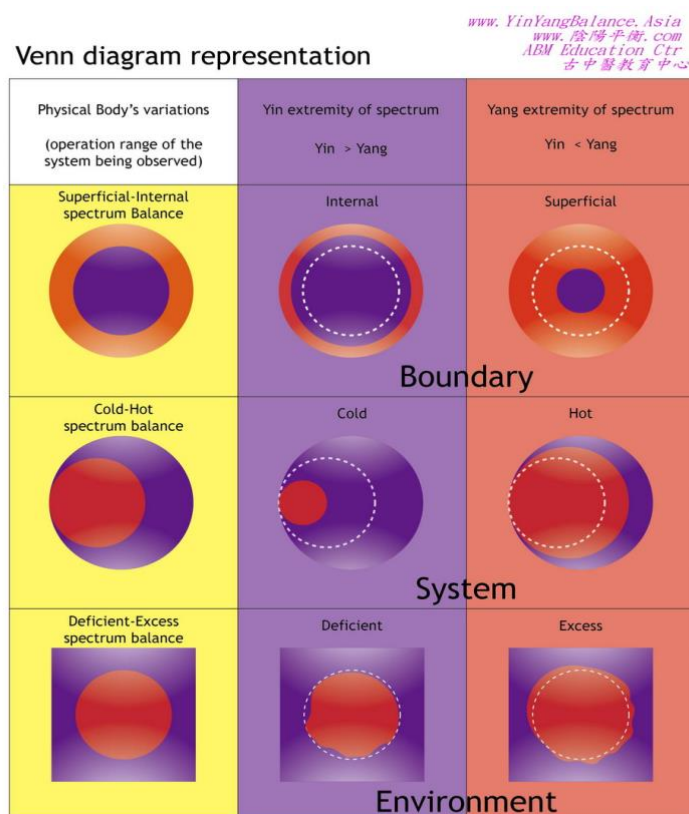 www.YinYangBalance.Asia
www.陰陽平衡.com
ABM Education Ctr
古中醫教育中心
Venn diagram representation
Physical Body's variations
(operation range of the
system being observed)
Yin extremity of spectrum
Yin > Yang
Yang extremity of spectrum
Yin < Yang
Superficial-Internal
spectrum Balance
Internal
Superficial
Boundary
Cold-Hot
spectrum balance
Cold
Hot
System
Deficient-Excess
spectrum balance
Deficient
Excess
Environment